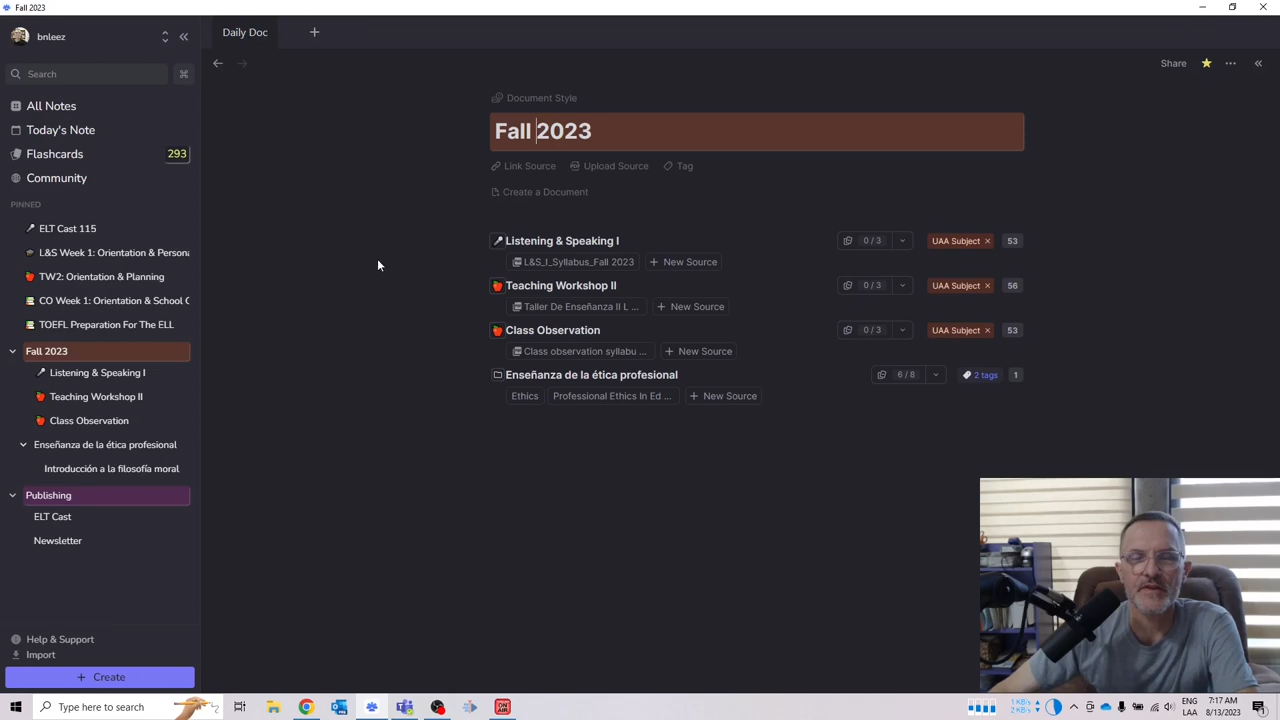 Fall 2023
bnleez
Daily Doc
Search
Share
All Notes
Today's Note
Flashcards
293
Community
PINNED
ELT Cast 115
L&S Week 1: Orientation & Persona
TW2: Orientation & Planning
CO Week 1: Orientation & School C
TOEFL Preparation For The ELL
Fall 2023
Listening & Speaking I
Teaching Workshop II
Class Observation
Enseñanza de la ética profesional
Introducción a la filosofía moral
Publishing
ELT Cast
Newsletter
Help & Support
Import
+ Create
Document Style
Fall 2023
Link Source Upload Source Tag
Create a Document
Listening & Speaking I 0 / 3 UAA Subject × 53
L&S_I_Syllabus_Fall 2023 + New Source
Teaching Workshop II 0 / 3 UAA Subject × 56
Taller De Enseñanza II L ... + New Source
Class Observation 0 / 3 UAA Subject × 53
Class observation syllabu ... + New Source
Enseñanza de la ética profesional 6 / 8 2 tags 1
Ethics Professional Ethics In Ed ... + New Source
Type here to search
ON AIR
1 KB/s
2 KB/s
ENG
LAA
7:17 AM
8/13/2023